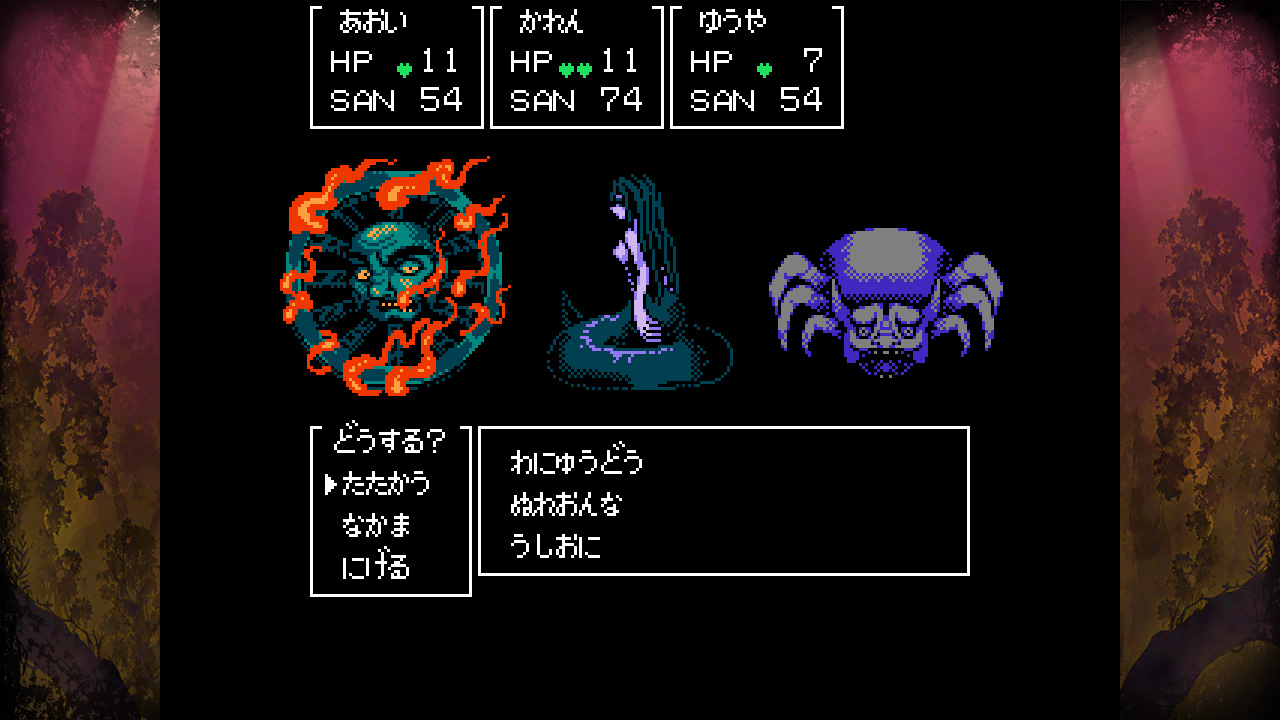 あおい
HP 11
SAN 54
かれん
HP 11
SAN 74
ゆうや
HP 7
SAN 54
どうする?
たたかう
なかま
にげる
わにゅうどう
ぬれおんな
うしおに